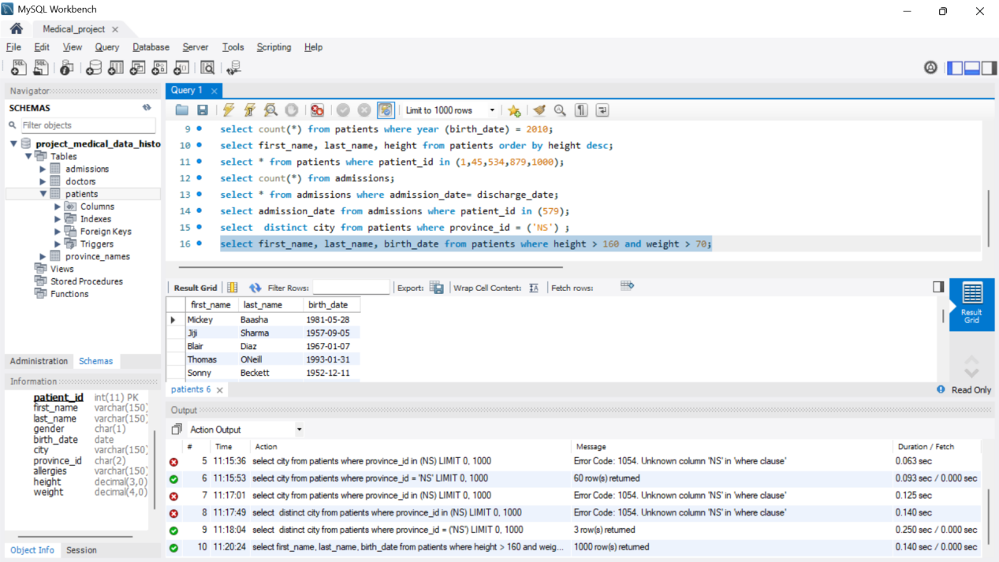 MySQL Workbench
Medical_project
File Edit View Query Database Server Tools Scripting Help
Navigator
SCHEMAS
Filter objects
project_medical_data_histo
Tables
admissions
doctors
patients
Columns
Indexes
Foreign Keys
Triggers
province_names
Views
Stored Procedures
Functions
Administration Schemas
Information
patient_id int(11) PK
first_name varchar(150)
last_name varchar(150)
gender char(1)
birth_date date
city varchar(150)
province_id char(2)
allergies varchar(150)
height decimal(3,0)
weight decimal(4,0)
Object Info Session
Query 1
Limit to 1000 rows
9 select count(*) from patients where year (birth_date) = 2010;
10 select first_name, last_name, height from patients order by height desc;
11 select * from patients where patient_id in (1,45,534,879,1000);
12 select count(*) from admissions;
13 select * from admissions where admission_date= discharge_date;
14 select admission_date from admissions where patient_id in (579);
15 select  distinct city from patients where province_id = ('NS') ;
16 select first_name, last_name, birth_date from patients where height > 160 and weight > 70;
Result Grid Filter Rows: Export: Wrap Cell Content: Fetch rows:
first_name last_name birth_date
Mickey Baasha 1981-05-28
Jiji Sharma 1957-09-05
Blair Diaz 1967-01-07
Thomas ONeill 1993-01-31
Sonny Beckett 1952-12-11
Result
Grid
patients 6
Read Only
Output
Action Output
# Time Action Message Duration / Fetch
5 11:15:36 select city from patients where province_id in (NS) LIMIT 0, 1000 Error Code: 1054. Unknown column 'NS' in 'where clause' 0.063 sec
6 11:15:53 select city from patients where province_id = 'NS' LIMIT 0, 1000 60 row(s) returned 0.093 sec / 0.000 sec
7 11:17:01 select city from patients where province_id in (NS) LIMIT 0, 1000 Error Code: 1054. Unknown column 'NS' in 'where clause' 0.125 sec
8 11:17:49 select  distinct city from patients where province_id in (NS) LIMIT 0, 1000 Error Code: 1054. Unknown column 'NS' in 'where clause' 0.140 sec
9 11:18:04 select  distinct city from patients where province_id = ('NS') LIMIT 0, 1000 3 row(s) returned 0.250 sec / 0.000 sec
10 11:20:24 select first_name, last_name, birth_date from patients where height > 160 and weig... 1000 row(s) returned 0.140 sec / 0.000 sec